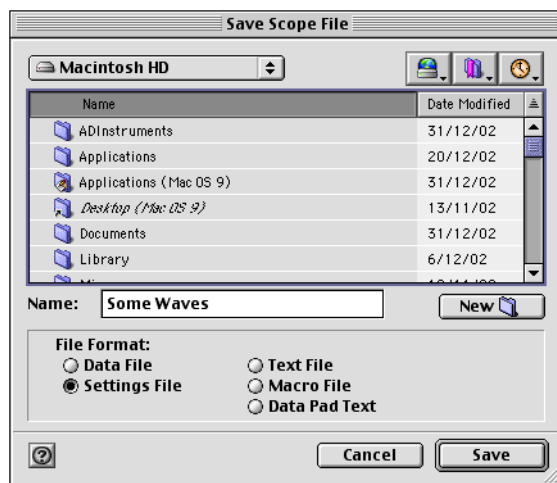 Save Scope File
Macintosh HD
Name Date Modified
ADInstruments 31/12/02
Applications 20/12/02
Applications (Mac OS 9) 31/12/02
Desktop (Mac OS 9) 13/11/02
Documents 31/12/02
Library 6/12/02
Name: Some Waves New
File Format:
Data File Text File
Settings File Macro File
Data Pad Text
Cancel Save